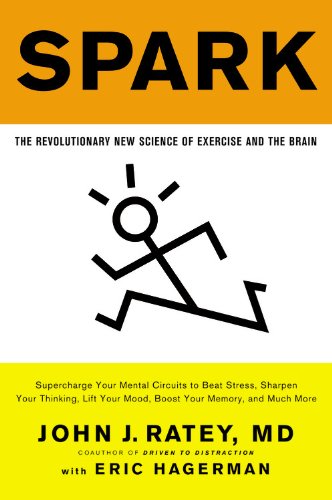 SPARK
THE REVOLUTIONARY NEW SCIENCE OF EXERCISE AND THE BRAIN
Supercharge Your Mental Circuits to Beat Stress, Sharpen
Your Thinking, Lift Your Mood, Boost Your Memory, and Much More
JOHN J. RATEY, MD
COAUTHOR OF DRIVEN TO DISTRACTION
with ERIC HAGERMAN